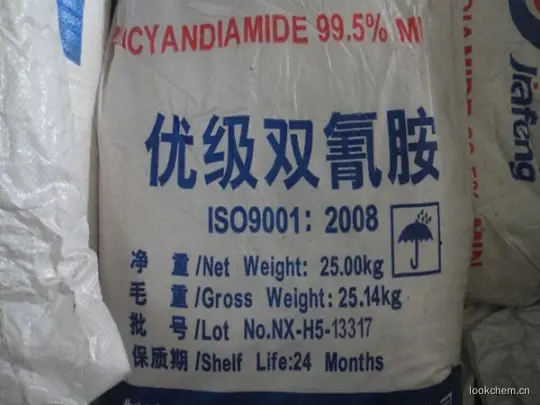 DICYANDIAMIDE 99.5% MI
优级双氰胺
ISO9001: 2008
净 重/Net Weight: 25.00kg
毛 重/Gross Weight: 25.14kg
批 号/Lot No.NX-H5-13317
保质期/Shelf Life:24 Months
Jiafeng
lookchem.cn